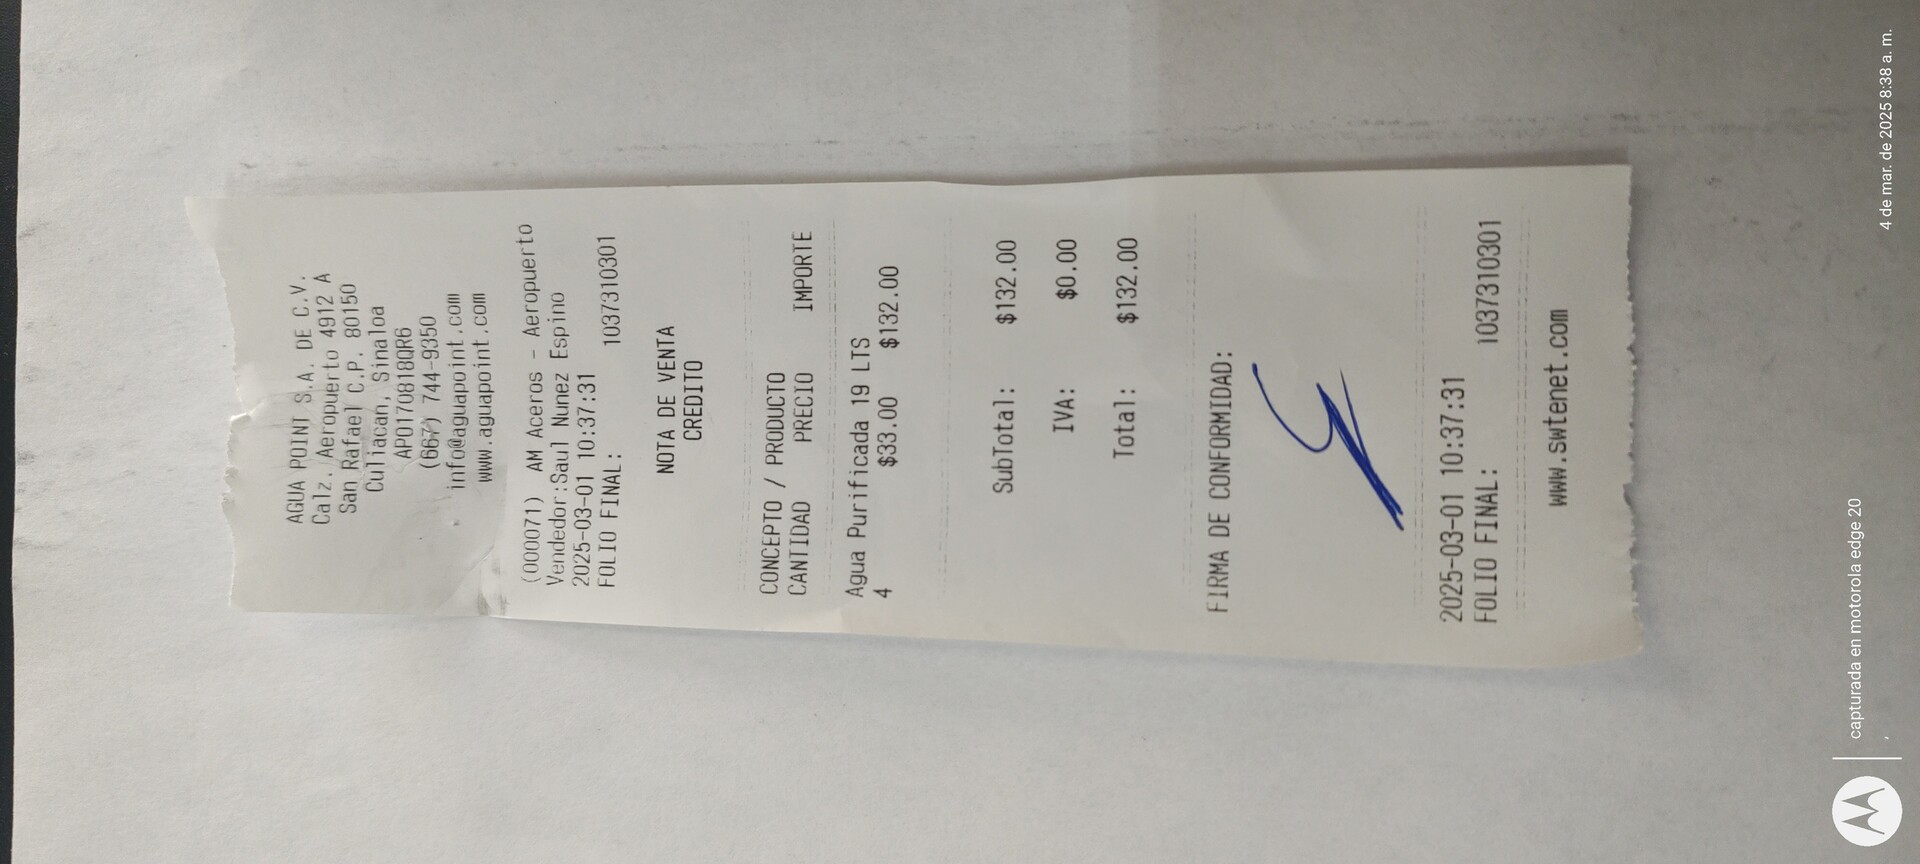 AGUA POINT S.A. DE C.V.
Calz. Aeropuerto 4912 A
San Rafael C.P. 80150
Culiacan, Sinaloa
APO170818QR6
(667) 744-9350
info@aguapoint.com
www.aguapoint.com
(000071) AM Aceros - Aeropuerto
Vendedor:Saul Nunez Espino
2025-03-01 10:37:31
FOLIO FINAL: 1037310301
NOTA DE VENTA
CREDITO
CONCEPTO / PRODUCTO
CANTIDAD PRECIO IMPORTE
Agua Purificada 19 LTS
4 $33.00 $132.00
SubTotal: $132.00
IVA: $0.00
Total: $132.00
FIRMA DE CONFORMIDAD:
2025-03-01 10:37:31
FOLIO FINAL: 1037310301
www.swtenet.com
capturada en motorola edge 20
,
4 de mar. de 2025 8:38 a. m.